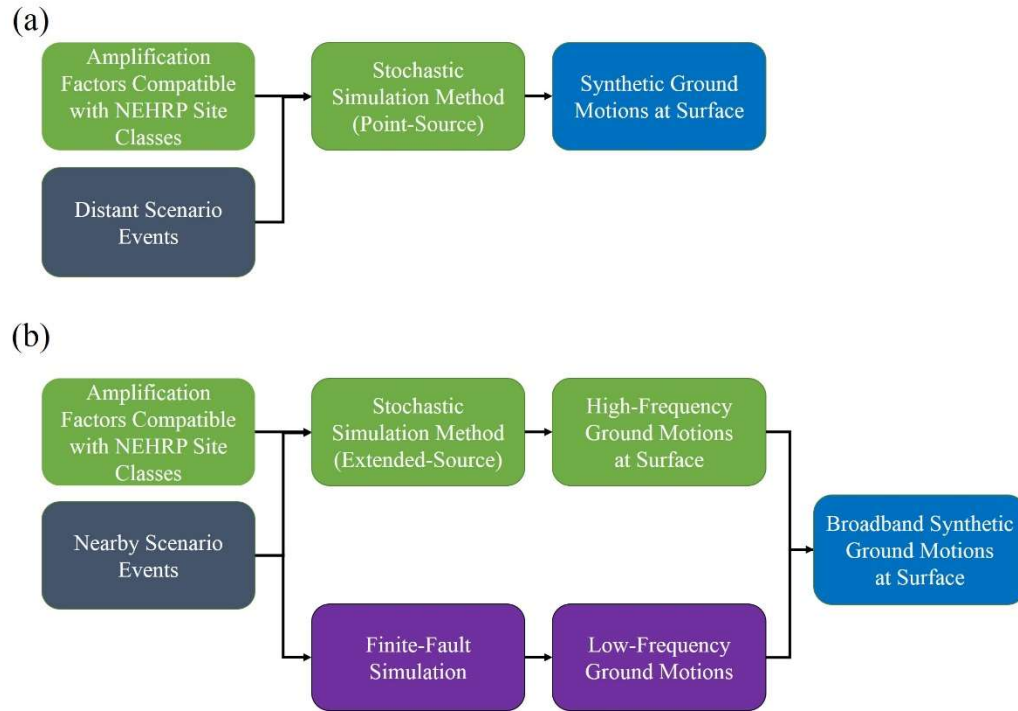 (a)
Amplification
Factors Compatible
with NEHRP Site
Classes
Stochastic
Simulation Method
(Point-Source)
Synthetic Ground
Motions at Surface
Distant Scenario
Events
(b)
Amplification
Factors Compatible
with NEHRP Site
Classes
Stochastic
Simulation Method
(Extended-Source)
High-Frequency
Ground Motions
at Surface
Nearby Scenario
Events
Broadband Synthetic
Ground Motions
at Surface
Finite-Fault
Simulation
Low-Frequency
Ground Motions